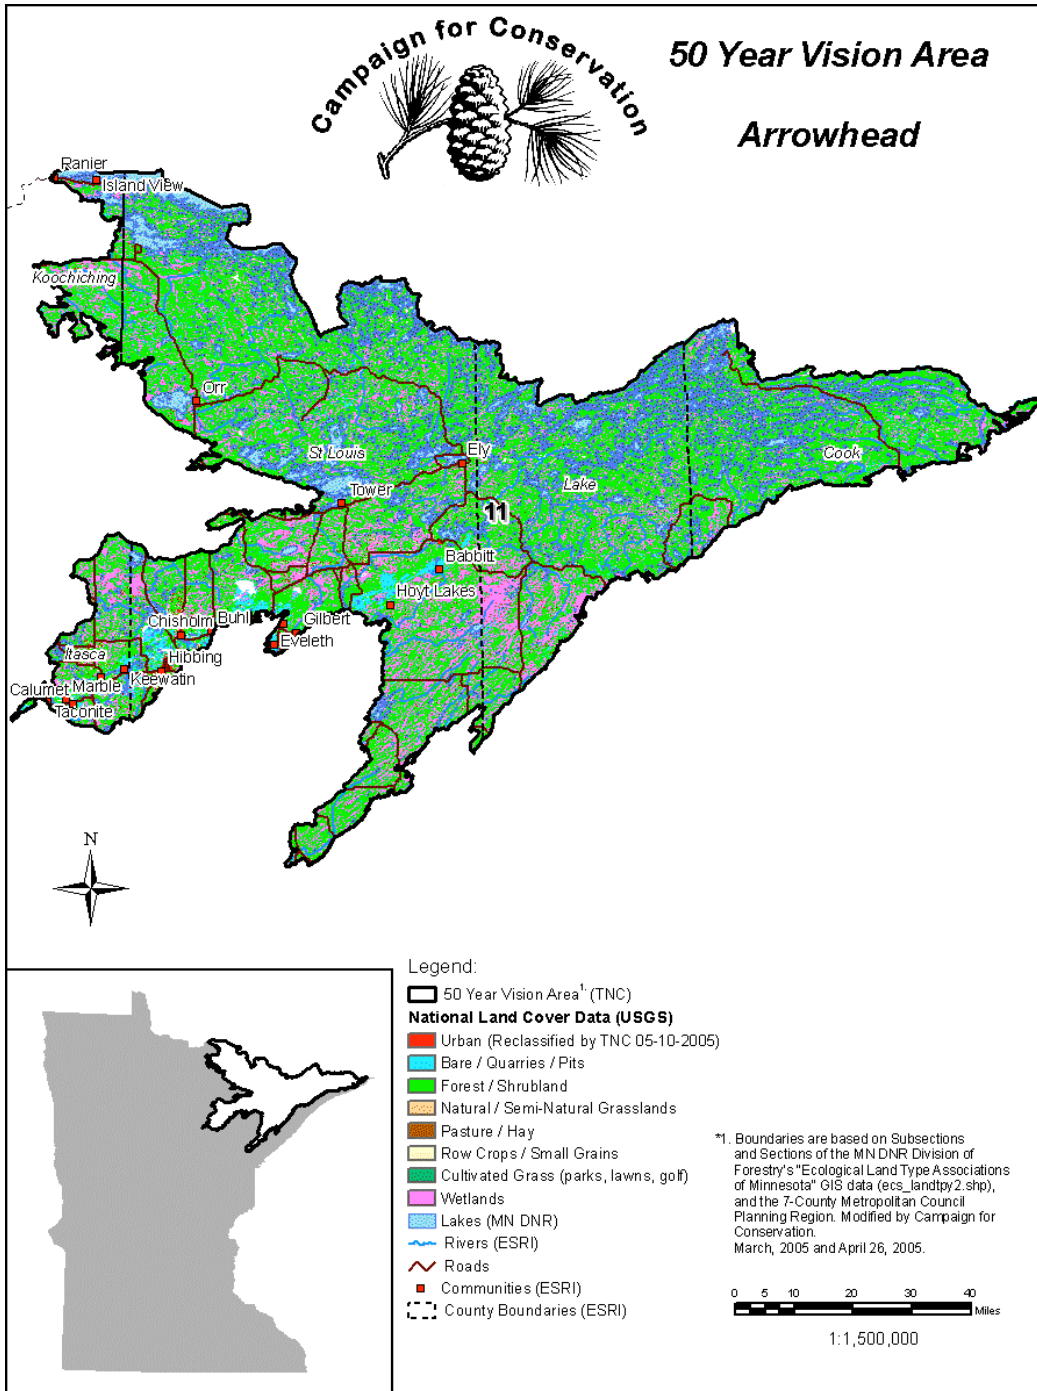 Campaign for Conservation
50 Year Vision Area
Arrowhead
Ranier
Island View
Koochiching
Orr
St Louis
Ely
Cook
Lake
Tower
11
Babbitt
Hoyt Lakes
Chisholm
Buhl
Gilbert
Eveleth
Itasca
Hibbing
Keewatin
Calumet
Marble
Taconite
N
Legend:
50 Year Vision Area1. (TNC)
National Land Cover Data (USGS)
Urban (Reclassified by TNC 05-10-2005)
Bare / Quarries / Pits
Forest / Shrubland
Natural / Semi-Natural Grasslands
Pasture / Hay
Row Crops / Small Grains
Cultivated Grass (parks, lawns, golf)
Wetlands
Lakes (MN DNR)
Rivers (ESRI)
Roads
Communities (ESRI)
County Boundaries (ESRI)
*1. Boundaries are based on Subsections
and Sections of the MN DNR Division of
Forestry's "Ecological Land Type Associations
of Minnesota" GIS data (ecs_landtpy2.shp),
and the 7-County Metropolitan Council
Planning Region. Modified by Campaign for
Conservation.
March, 2005 and April 26, 2005.
0 5 10 20 30 40
Miles
1:1,500,000